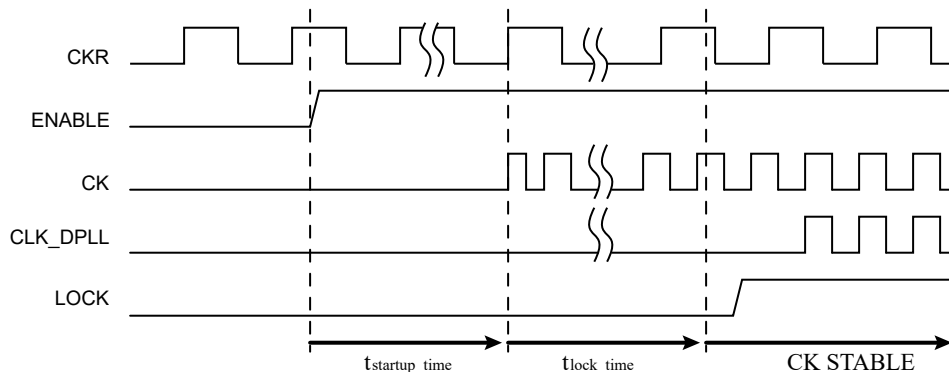 CKR
ENABLE
CK
CLK_DPLL
LOCK
tstartup_time
tlock_time
CK STABLE